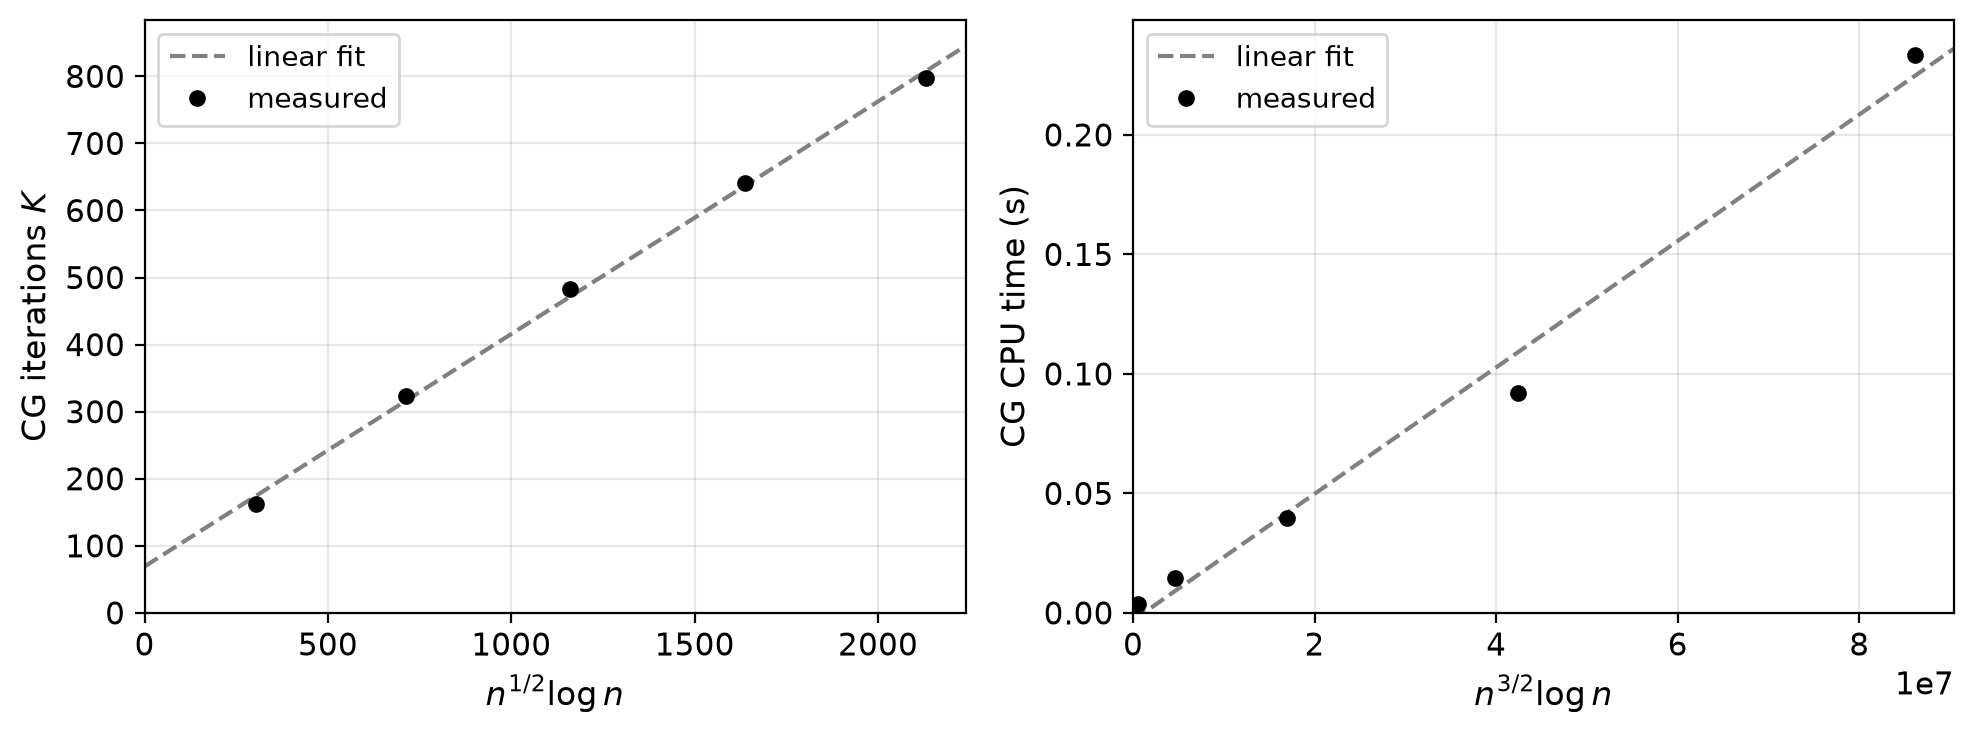 linear fit
measured
CG iterations K
800
700
600
500
400
300
200
100
0
0 500 1000 1500 2000
n^{1/2} log n
linear fit
measured
CG CPU time (s)
0.20
0.15
0.10
0.05
0.00
0 2 4 6 8
1e7
n^{3/2} log n